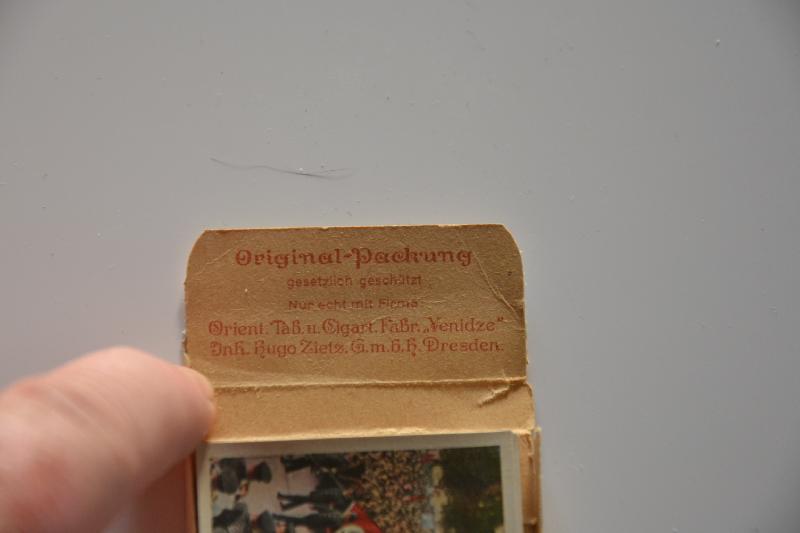 Original-Packung
gesetzlich geschützt
Nur echt mit Firma:
Orient. Tab. u. Cigart. Fabr. „Yenidze"
Inh. Hugo Zietz. G.m.b.H. Dresden.